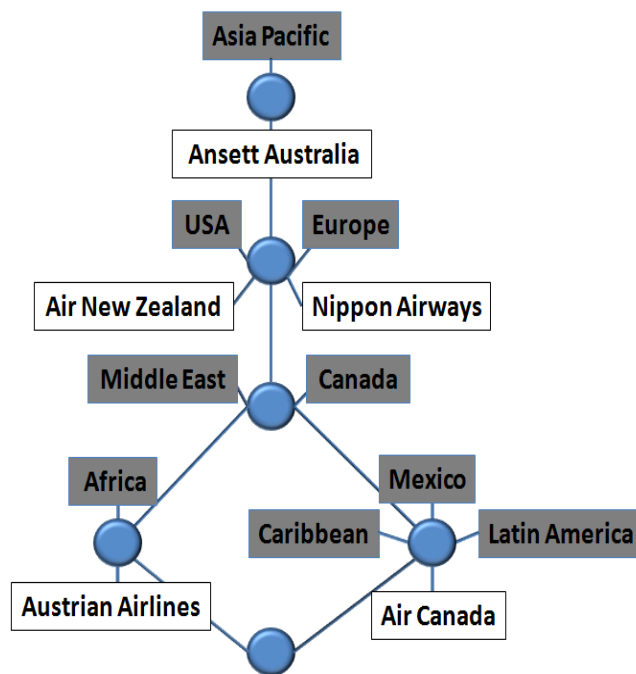 Asia Pacific
Ansett Australia
USA
Europe
Air New Zealand
Nippon Airways
Middle East
Canada
Africa
Mexico
Caribbean
Latin America
Austrian Airlines
Air Canada